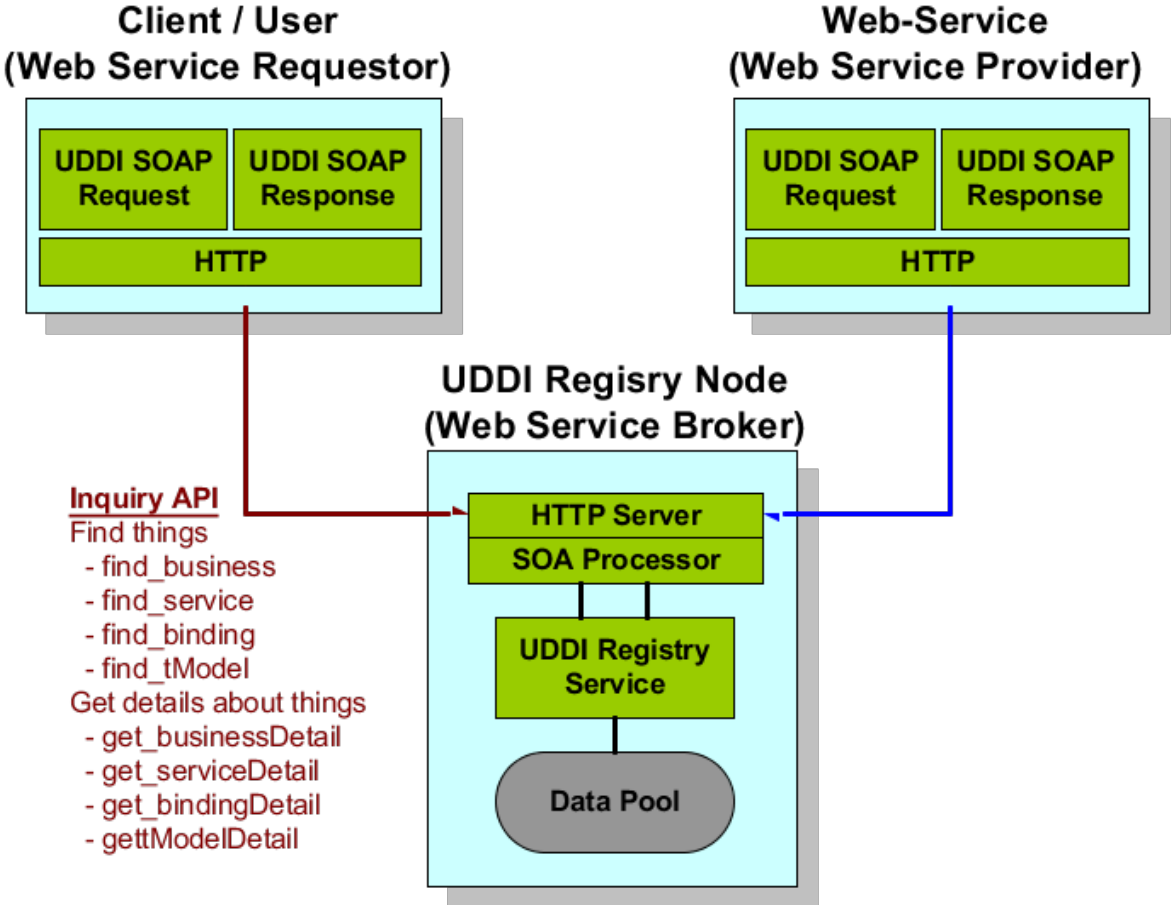 Client / User
(Web Service Requestor)
UDDI SOAP
Request
UDDI SOAP
Response
HTTP
Web-Service
(Web Service Provider)
UDDI SOAP
Request
UDDI SOAP
Response
HTTP
UDDI Regisry Node
(Web Service Broker)
HTTP Server
SOA Processor
UDDI Registry
Service
Data Pool
Inquiry API
Find things
- find_business
- find_service
- find_binding
- find_tModel
Get details about things
- get_businessDetail
- get_serviceDetail
- get_bindingDetail
- gettModelDetail